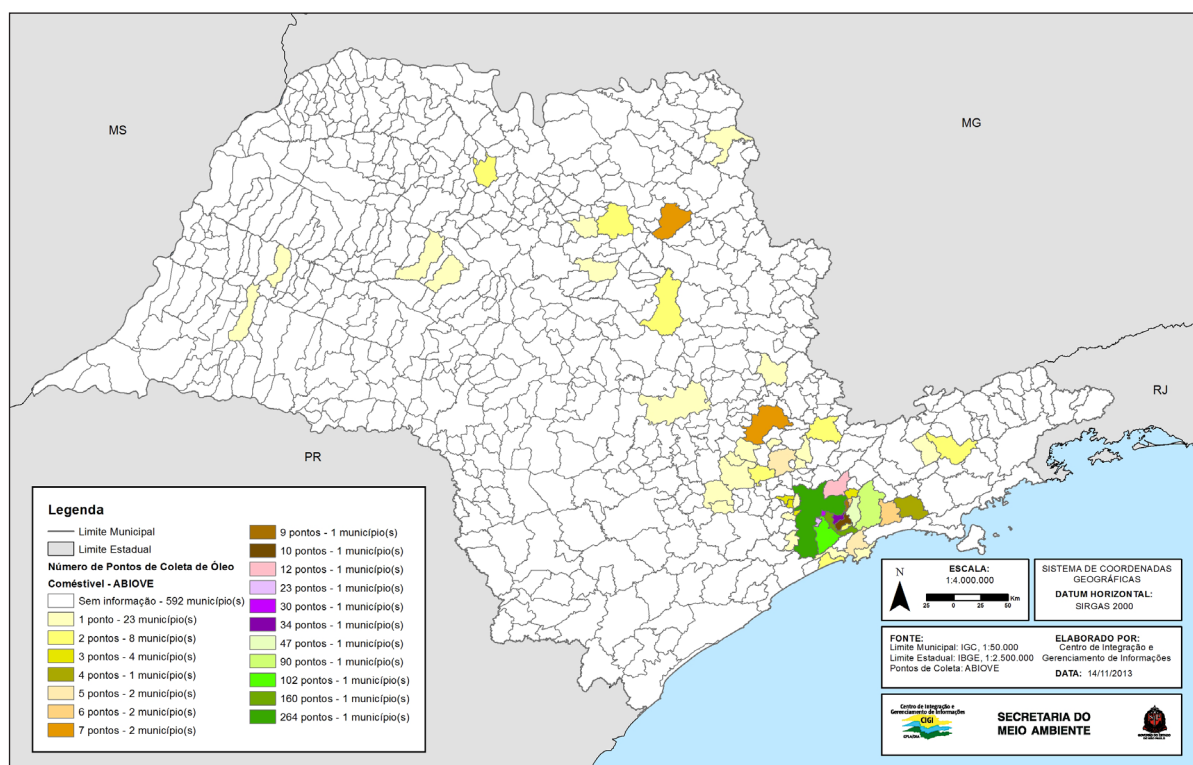 MS
MG
RJ
PR
Legenda
Limite Municipal
Limite Estadual
Número de Pontos de Coleta de Óleo
Coméstivel - ABIOVE
Sem informação - 592 município(s)
1 ponto - 23 município(s)
2 pontos - 8 município(s)
3 pontos - 4 município(s)
4 pontos - 1 município(s)
5 pontos - 2 município(s)
6 pontos - 2 município(s)
7 pontos - 2 município(s)
9 pontos - 1 município(s)
10 pontos - 1 município(s)
12 pontos - 1 município(s)
23 pontos - 1 município(s)
30 pontos - 1 município(s)
34 pontos - 1 município(s)
47 pontos - 1 município(s)
90 pontos - 1 município(s)
102 pontos - 1 município(s)
160 pontos - 1 município(s)
264 pontos - 1 município(s)
N
ESCALA:
1:4.000.000
25 0 25 50 Km
SISTEMA DE COORDENADAS
GEOGRÁFICAS
DATUM HORIZONTAL:
SIRGAS 2000
FONTE:
Limite Municipal: IGC, 1:50.000
Limite Estadual: IBGE, 1:2.500.000
Pontos de Coleta: ABIOVE
ELABORADO POR:
Centro de Integração e
Gerenciamento de Informações
DATA: 14/11/2013
Centro de Integração e
Gerenciamento de Informações
CIGI
SECRETARIA DO
MEIO AMBIENTE